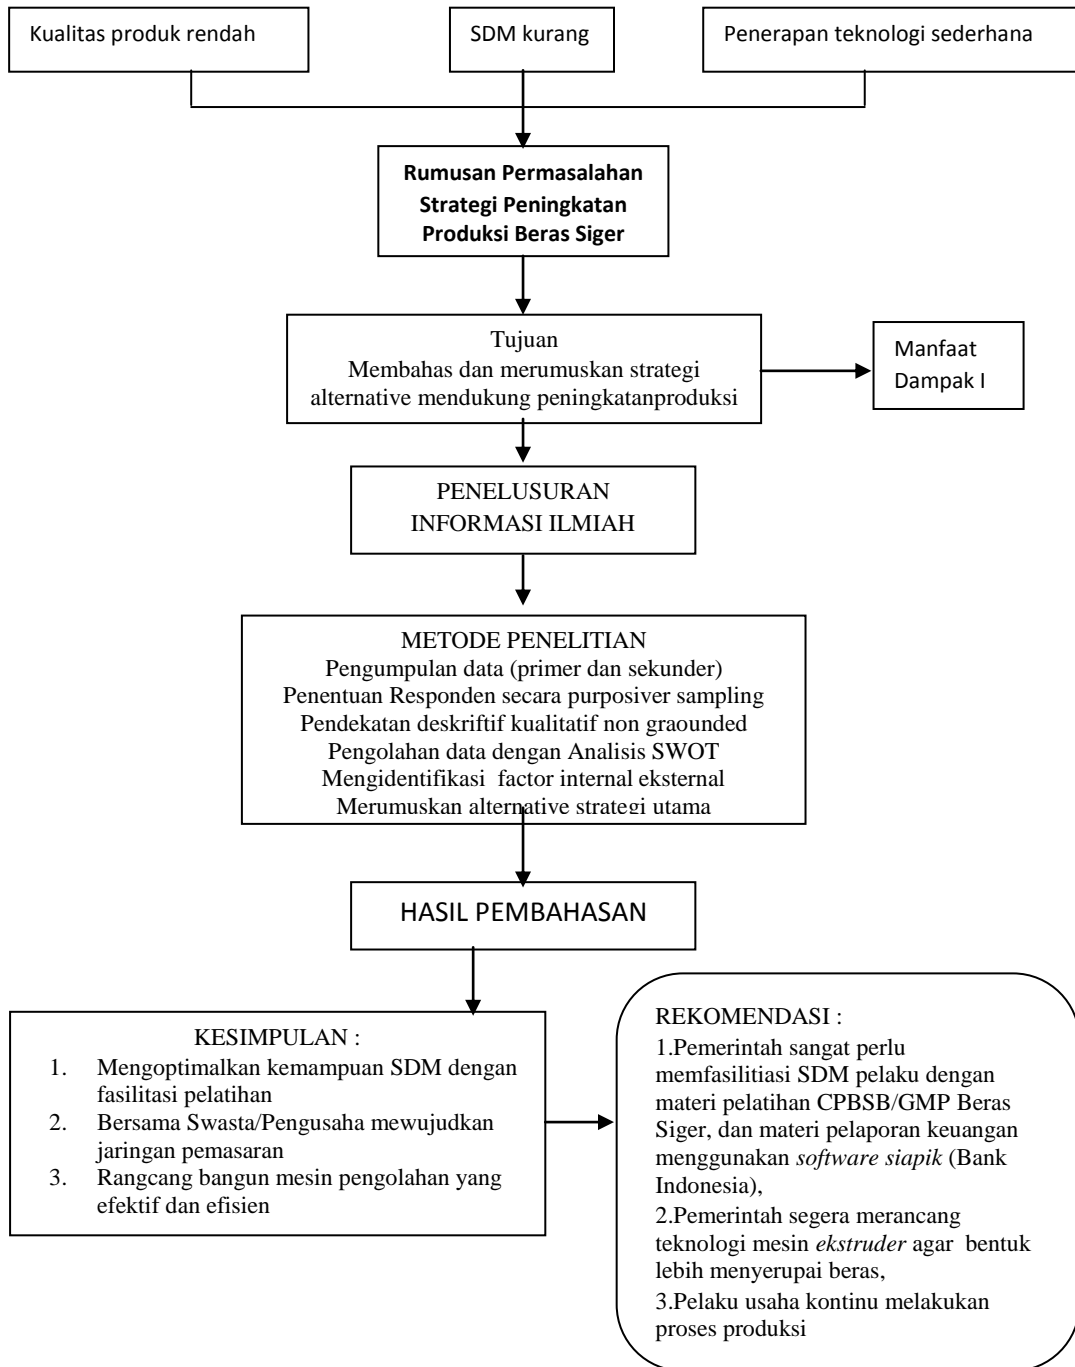 Kualitas produk rendah
SDM kurang
Penerapan teknologi sederhana
Rumusan Permasalahan
Strategi Peningkatan
Produksi Beras Siger
Tujuan
Membahas dan merumuskan strategi
alternative mendukung peningkatanproduksi
Manfaat
Dampak I
PENELUSURAN
INFORMASI ILMIAH
METODE PENELITIAN
Pengumpulan data (primer dan sekunder)
Penentuan Responden secara purposiver sampling
Pendekatan deskriftif kualitatif non graounded
Pengolahan data dengan Analisis SWOT
Mengidentifikasi factor internal eksternal
Merumuskan alternative strategi utama
HASIL PEMBAHASAN
KESIMPULAN :
1. Mengoptimalkan kemampuan SDM dengan
fasilitasi pelatihan
2. Bersama Swasta/Pengusaha mewujudkan
jaringan pemasaran
3. Rangcang bangun mesin pengolahan yang
efektif dan efisien
REKOMENDASI :
1.Pemerintah sangat perlu
memfasilitiasi SDM pelaku dengan
materi pelatihan CPBSB/GMP Beras
Siger, dan materi pelaporan keuangan
menggunakan software siapik (Bank
Indonesia),
2.Pemerintah segera merancang
teknologi mesin ekstruder agar bentuk
lebih menyerupai beras,
3.Pelaku usaha kontinu melakukan
proses produksi